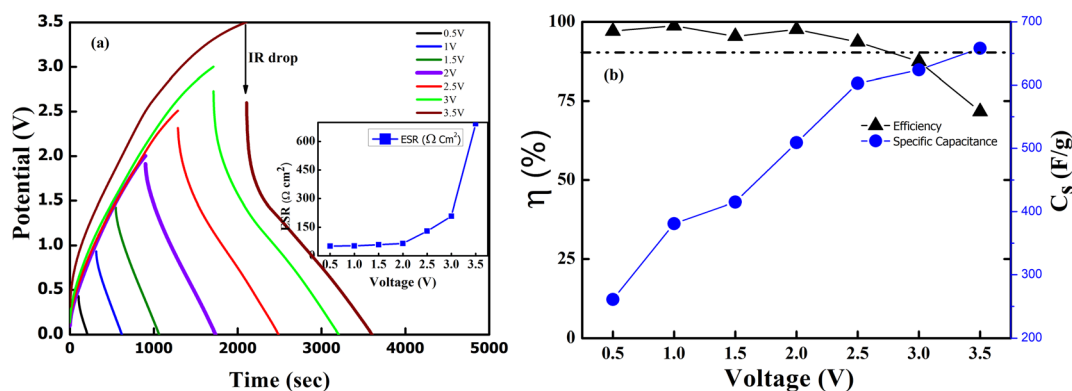 (a)
Potential (V)
3.5
3.0
2.5
2.0
1.5
1.0
0.5
0.0
0
1000
2000
3000
4000
5000
Time (sec)
IR drop
0.5V
1V
1.5V
2V
2.5V
3V
3.5V
ESR (Ω Cm²)
ESR (Ω cm²)
600
450
300
150
0.5 1.0 1.5 2.0 2.5 3.0 3.5
Voltage (V)
(b)
η (%)
100
75
50
25
0
Efficiency
Specific Capacitance
700
600
500
400
300
200
Cs (F/g)
0.5 1.0 1.5 2.0 2.5 3.0 3.5
Voltage (V)